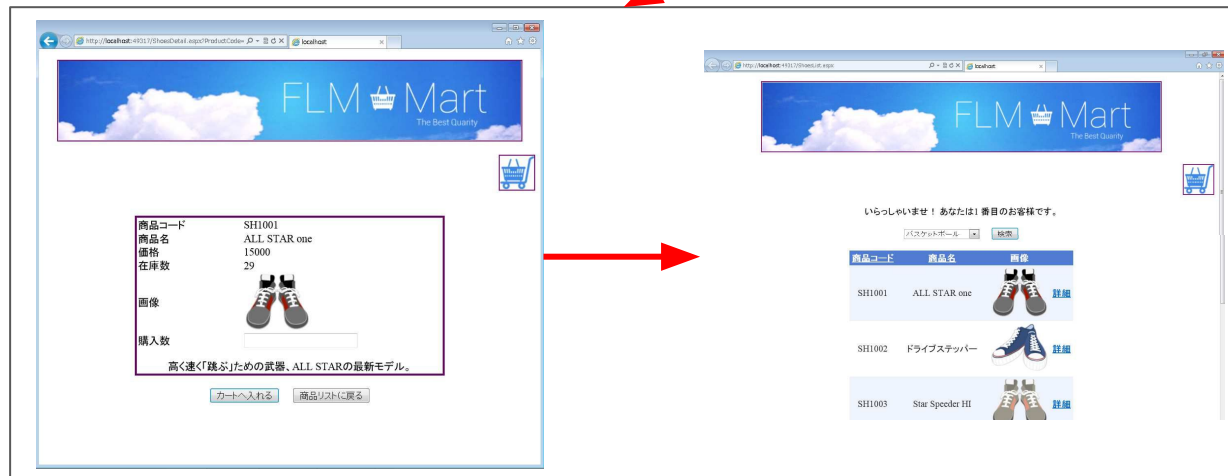 http://localhost:49317/ShoesDetail.aspx?ProductCode=
localhost
FLM Mart
The Best Quarity
商品コード SH1001
商品名 ALL STAR one
価格 15000
在庫数 29
画像
購入数
高く速く「跳ぶ」ための武器、ALL STARの最新モデル。
カートへ入れる 商品リストに戻る
http://localhost:49317/ShoesList.aspx
localhost
FLM Mart
The Best Quarity
いらっしゃいませ！ あなたは1 番目のお客様です。
バスケットボール 検索
商品コード 商品名 画像
SH1001 ALL STAR one 詳細
SH1002 ドライブステッパー 詳細
SH1003 Star Speeder HI 詳細